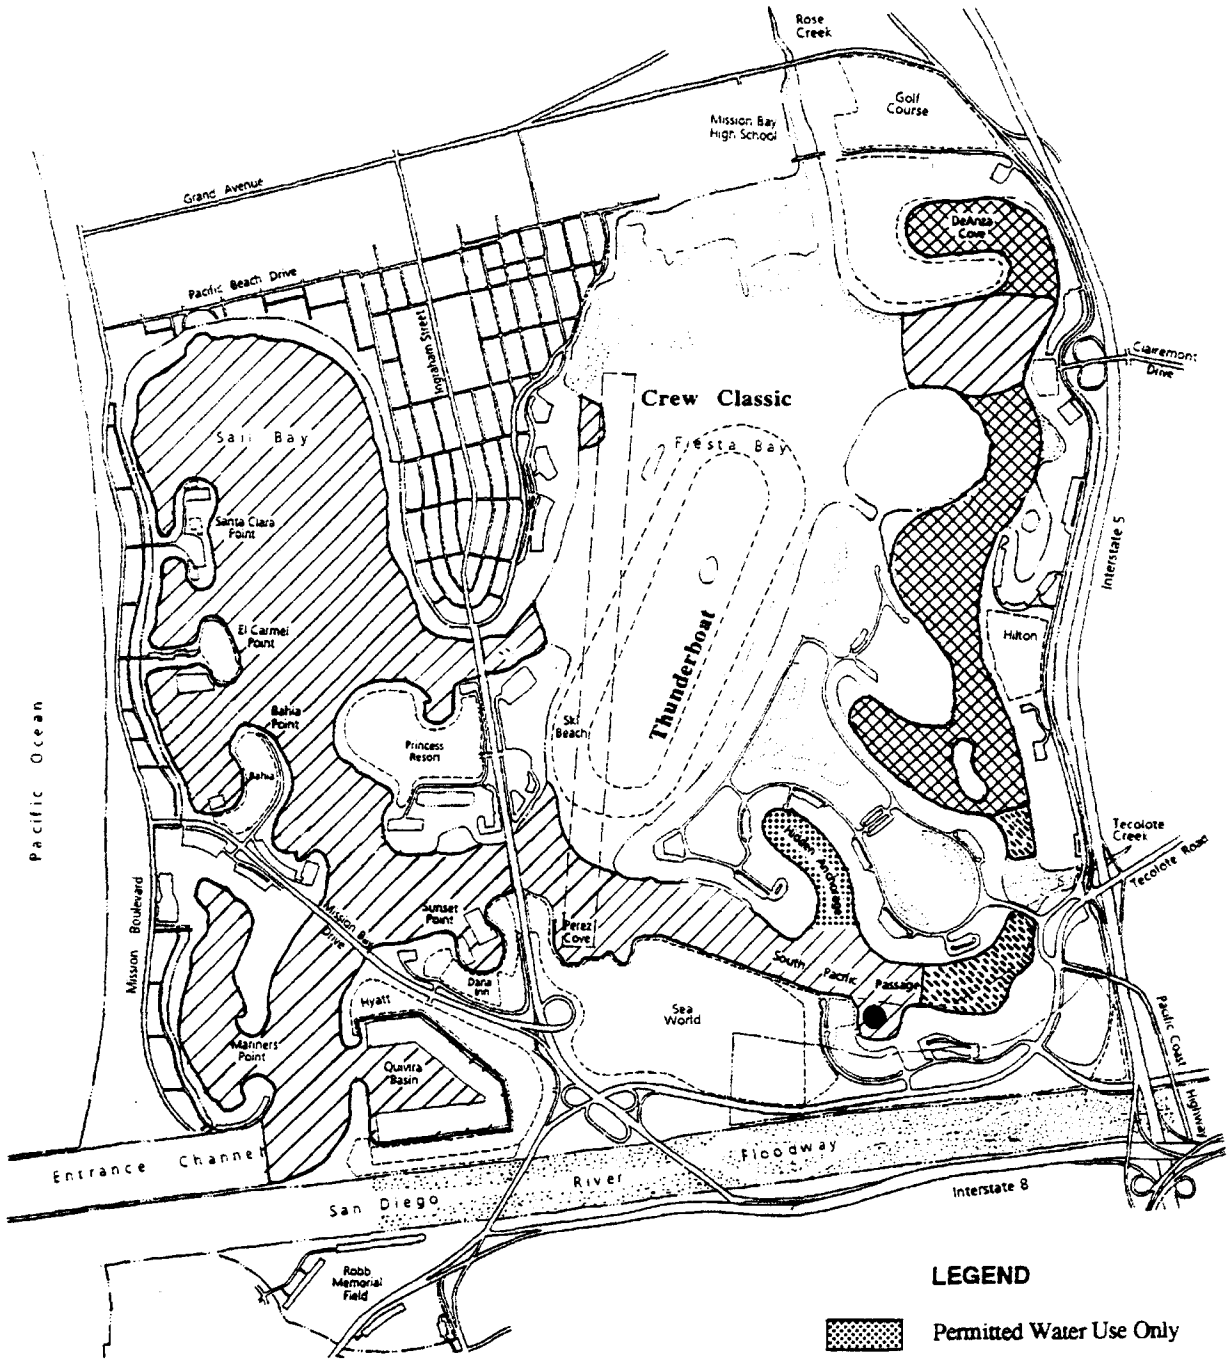 Rose
Creek
Golf
Course
Mission Bay
High School
Grand Avenue
DeAnza
Cove
Pacific Beach Drive
Ingraham Street
Clairemont
Drive
Crew Classic
Sail Bay
Fiesta Bay
Santa Clara
Point
Interstate 5
El Carmel
Point
Hilton
Thunderboat
Pacific Ocean
Bahia
Point
Ski
Beach
Princess
Resort
Bahia
Tecolote
Creek
Tecolote Road
Hidden Anchorage
Mission Boulevard
Mission Bay
Drive
Sunset
Point
Perez
Cove
South Pacific Passage
Dana
Inn
Hyatt
Sea
World
Pacific Coast Highway
Mariners
Point
Quivira
Basin
Entrance Channel
San Diego River Floodway
Interstate 8
Robb
Memorial
Field
LEGEND
Permitted Water Use Only